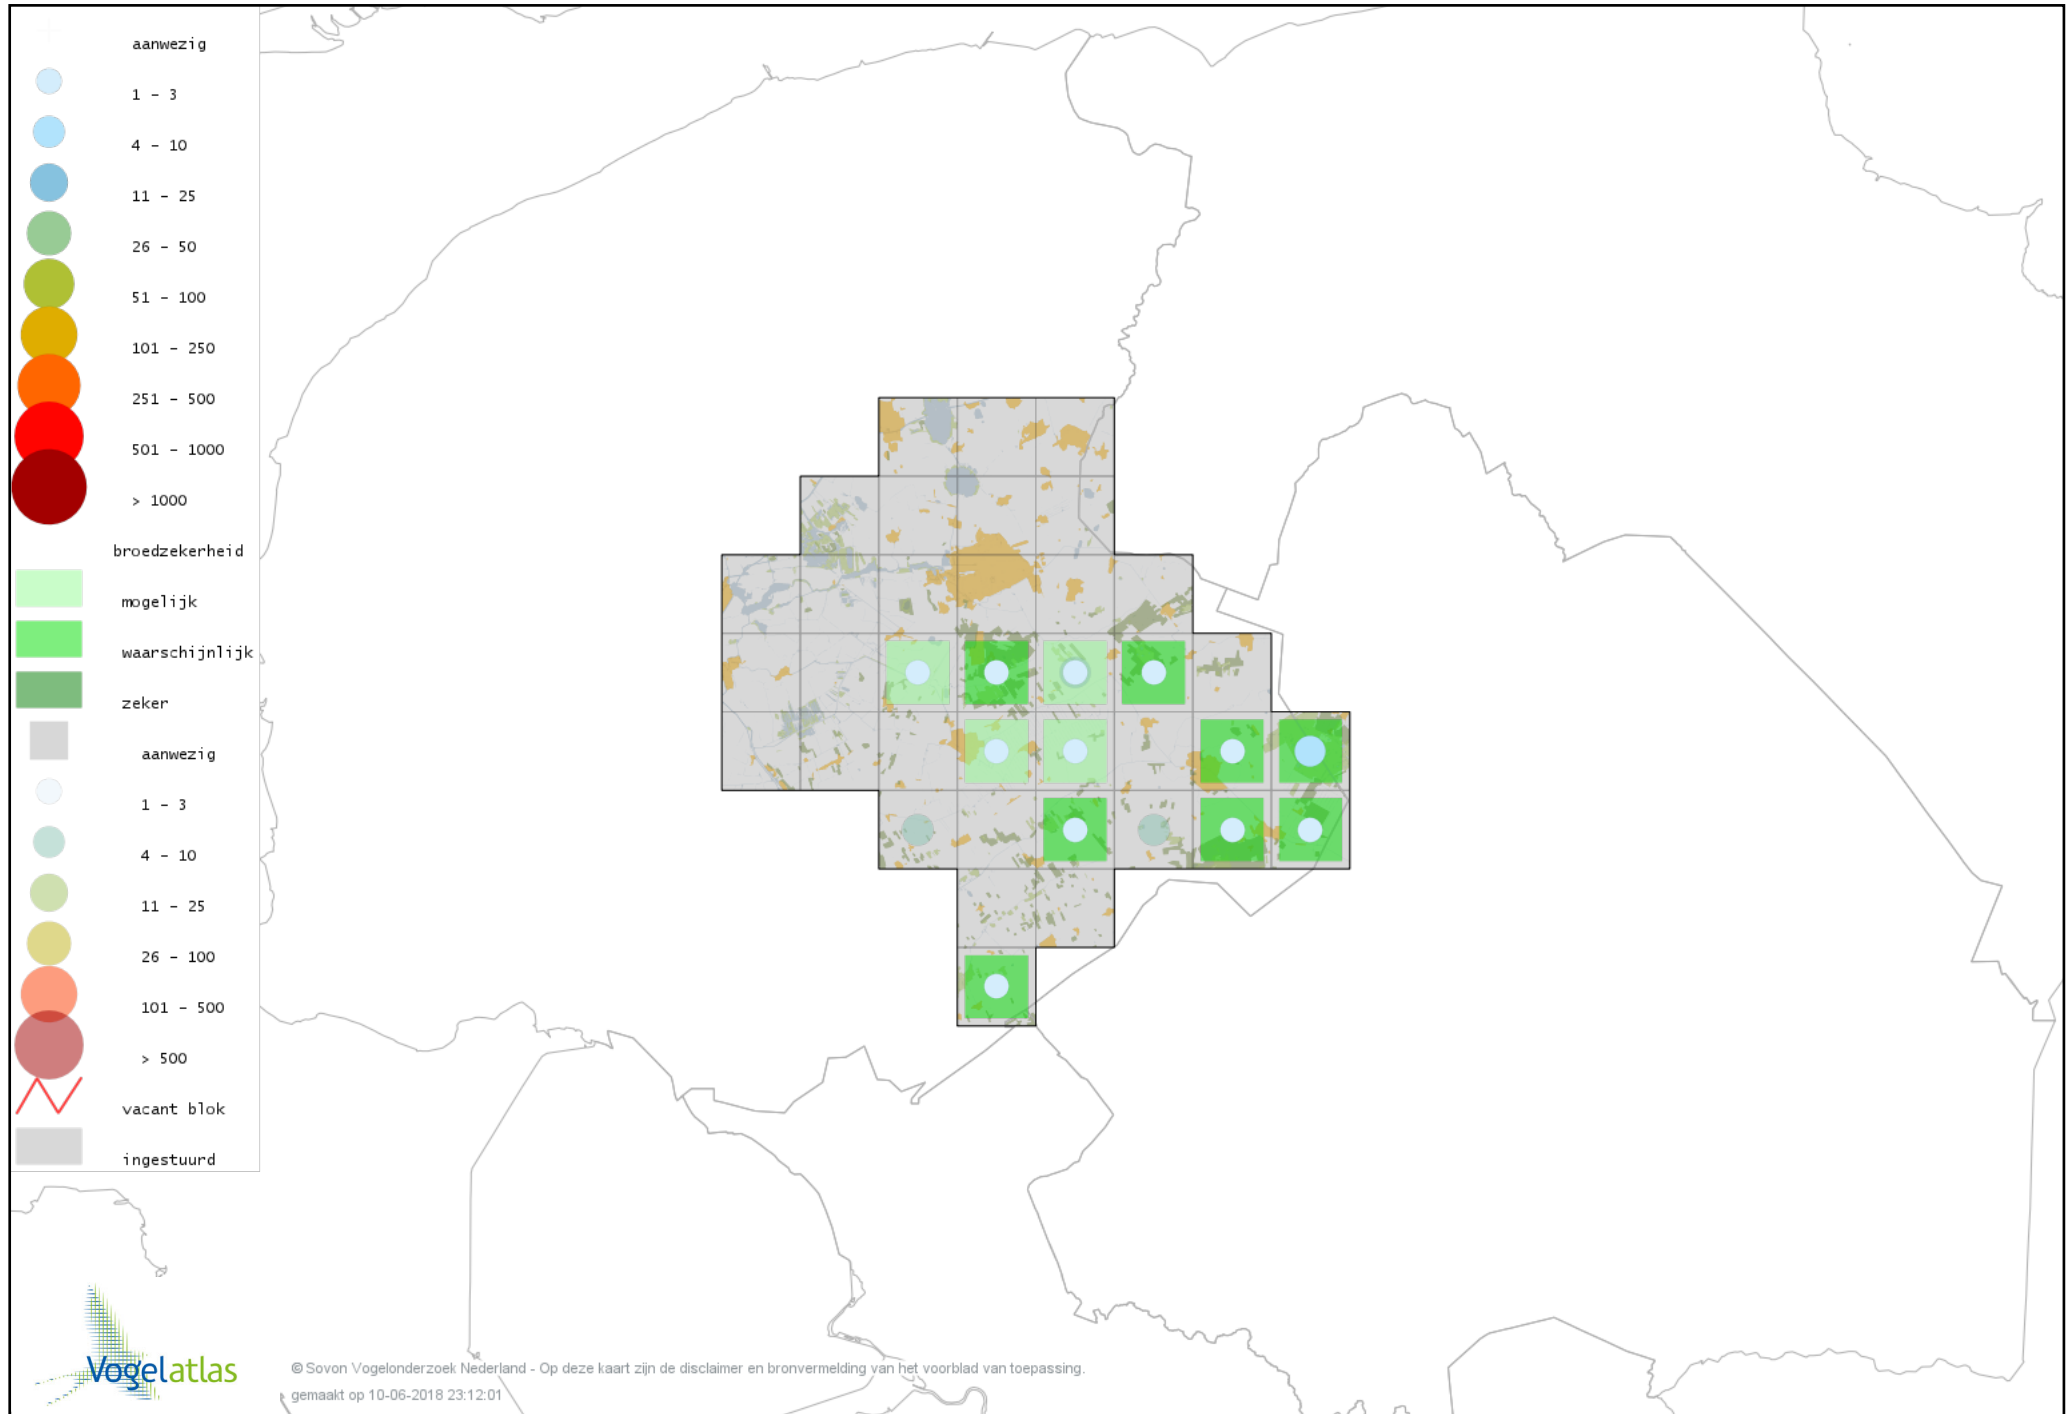 aanwezig
1 – 3
4 – 10
11 – 25
26 – 50
51 – 100
101 – 250
251 – 500
501 – 1000
> 1000
broedzekerheid
mogelijk
waarschijnlijk
zeker
aanwezig
1 – 3
4 – 10
11 – 25
26 – 100
101 – 500
> 500
vacant blok
ingestuurd
Vogelatlas
© Sovon Vogelonderzoek Nederland - Op deze kaart zijn de disclaimer en bronvermelding van het voorblad van toepassing.
gemaakt op 10-06-2018 23:12:01